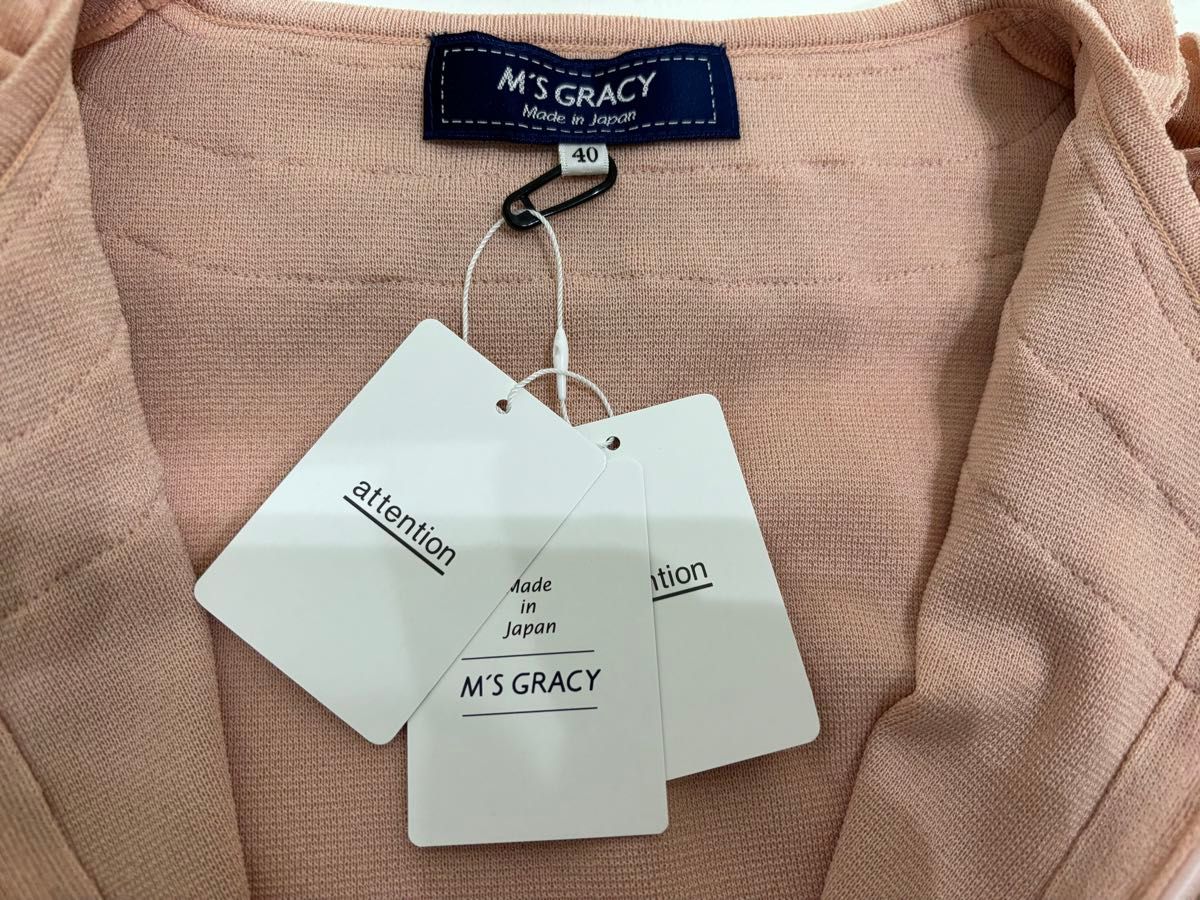 M'S GRACY
Made in Japan
40
attention
Made
in
Japan
M'S GRACY
ntion